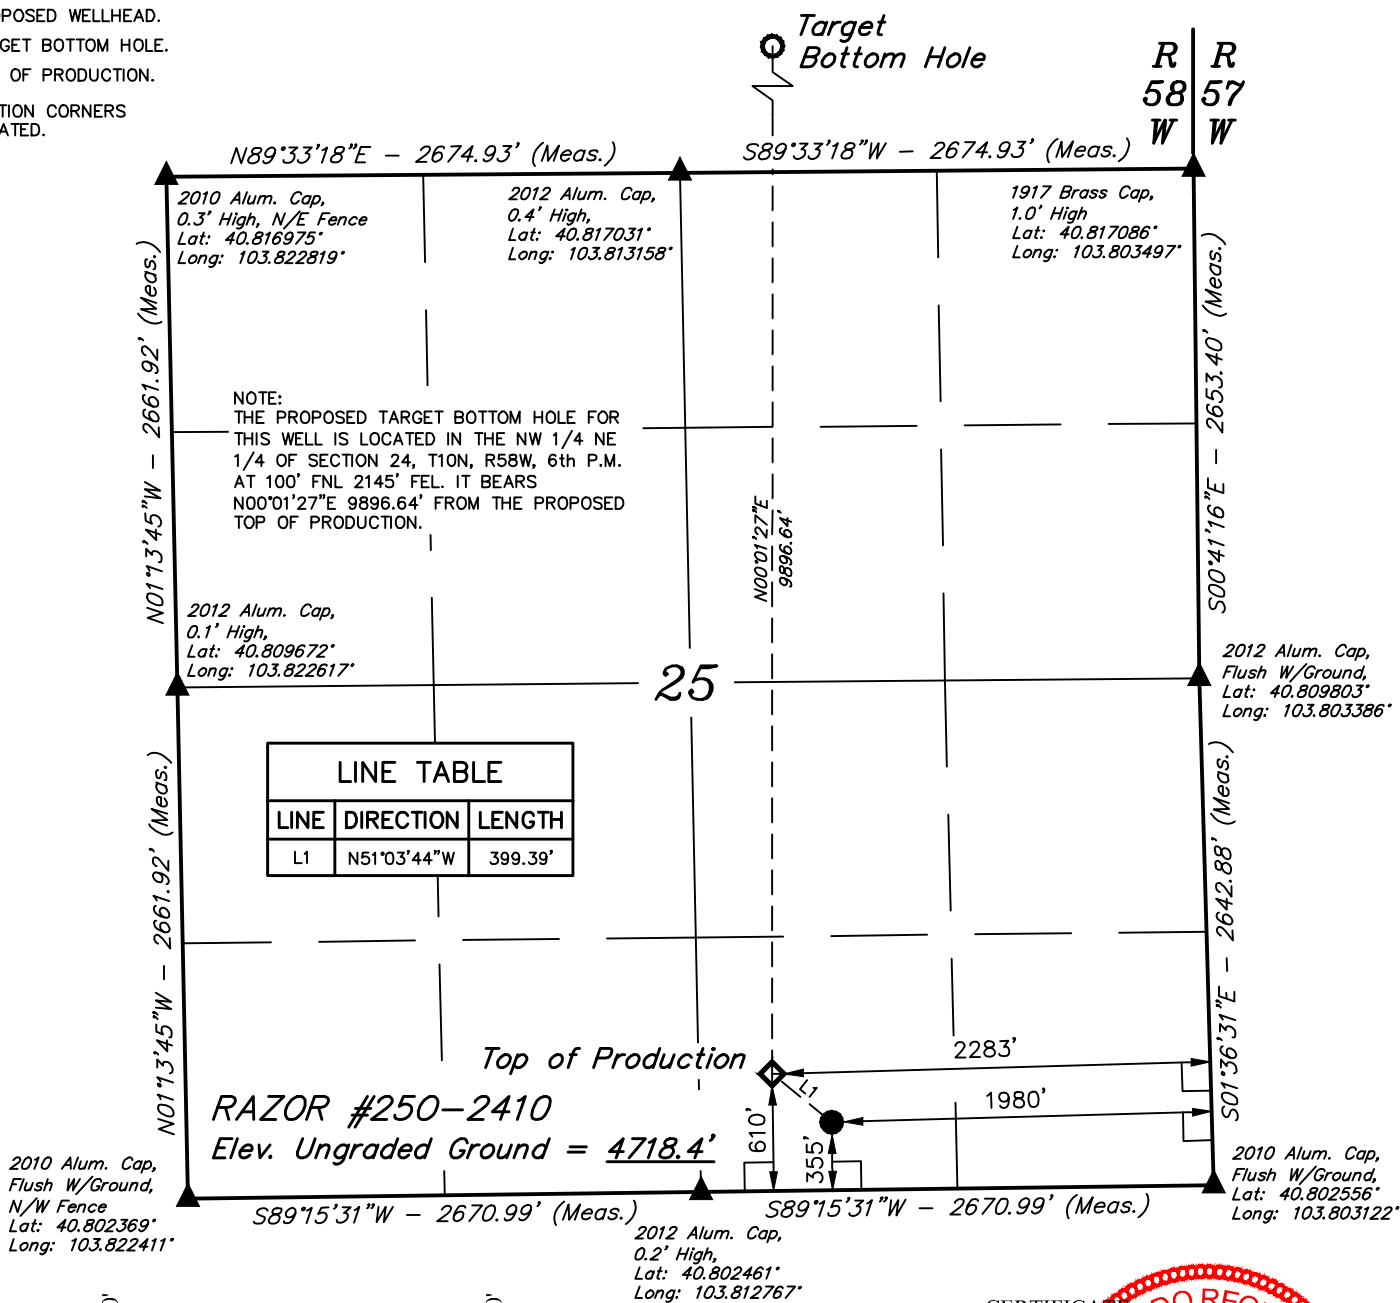 POSED WELLHEAD.
GET BOTTOM HOLE.
OF PRODUCTION.
TION CORNERS
ATED.
Target
Bottom Hole
R R
58 57
W W
N89°33'18"E - 2674.93' (Meas.)
S89°33'18"W - 2674.93' (Meas.)
2010 Alum. Cap,
0.3' High, N/E Fence
Lat: 40.816975°
Long: 103.822819°
2012 Alum. Cap,
0.4' High,
Lat: 40.817031°
Long: 103.813158°
1917 Brass Cap,
1.0' High
Lat: 40.817086°
Long: 103.803497°
N01°13'45"W - 2661.92' (Meas.)
S00°41'16"E - 2653.40' (Meas.)
NOTE:
THE PROPOSED TARGET BOTTOM HOLE FOR
THIS WELL IS LOCATED IN THE NW 1/4 NE
1/4 OF SECTION 24, T10N, R58W, 6th P.M.
AT 100' FNL 2145' FEL. IT BEARS
N00°01'27"E 9896.64' FROM THE PROPOSED
TOP OF PRODUCTION.
N00°01'27"E
9896.64'
2012 Alum. Cap,
0.1' High,
Lat: 40.809672°
Long: 103.822617°
25
2012 Alum. Cap,
Flush W/Ground,
Lat: 40.809803°
Long: 103.803386°
LINE TABLE
LINE DIRECTION LENGTH
L1 N51°03'44"W 399.39'
N01°13'45"W - 2661.92' (Meas.)
S01°36'31"E - 2642.88' (Meas.)
Top of Production
2283'
L1
1980'
610'
355'
RAZOR #25O-2410
Elev. Ungraded Ground = 4718.4'
2010 Alum. Cap,
Flush W/Ground,
N/W Fence
Lat: 40.802369°
Long: 103.822411°
S89°15'31"W - 2670.99' (Meas.)
S89°15'31"W - 2670.99' (Meas.)
2010 Alum. Cap,
Flush W/Ground,
Lat: 40.802556°
Long: 103.803122°
2012 Alum. Cap,
0.2' High,
Lat: 40.802461°
Long: 103.812767°